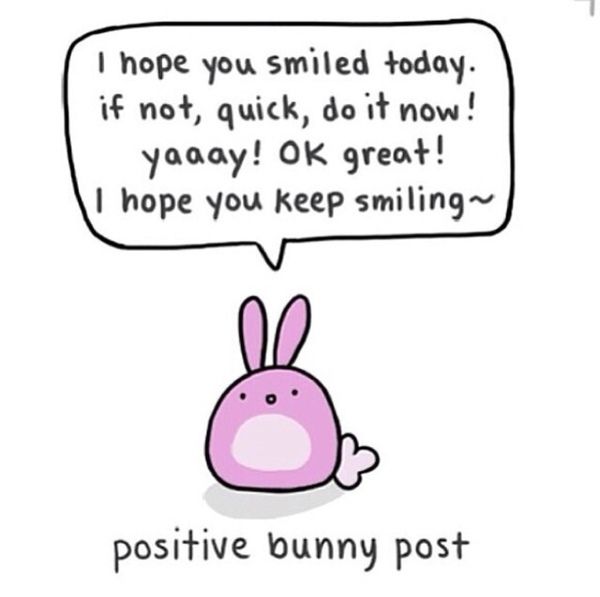 I hope you smiled today.
if not, quick, do it now!
yaaay! OK great!
I hope you keep smiling~
positive bunny post